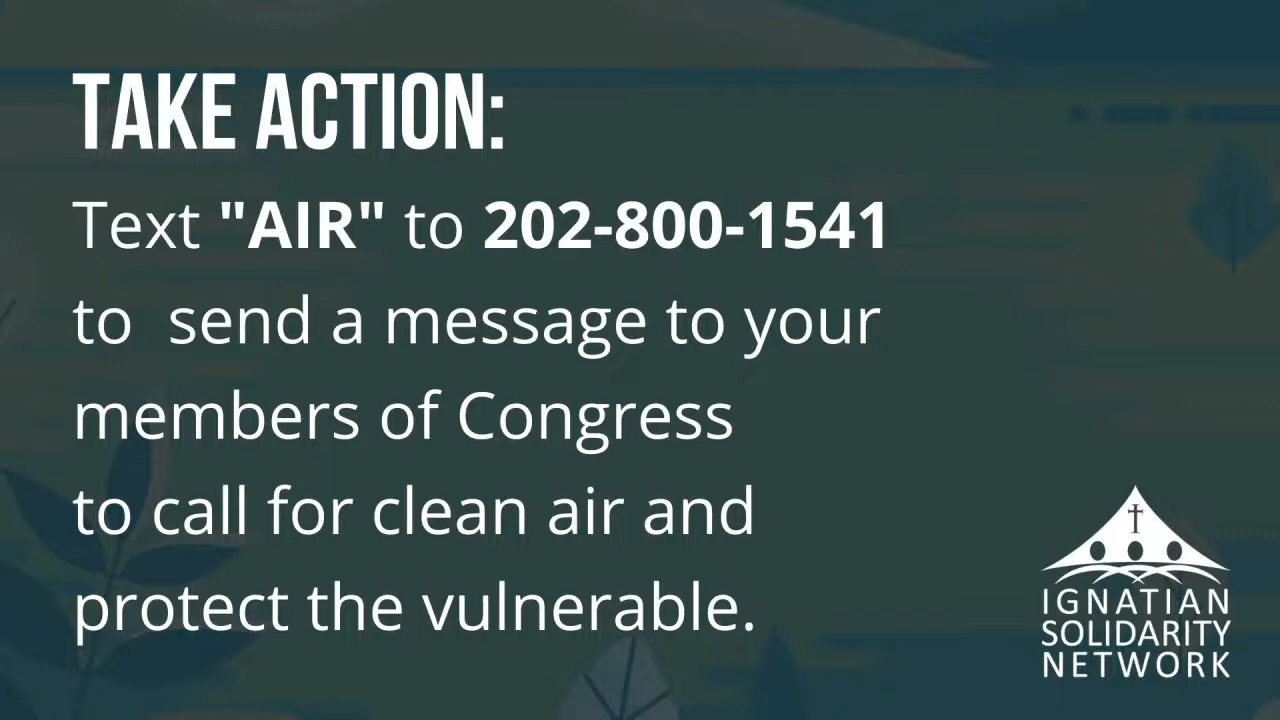 TAKE ACTION:
Text "AIR" to 202-800-1541
to send a message to your
members of Congress
to call for clean air and
protect the vulnerable.
IGNATIAN
SOLIDARITY
NETWORK